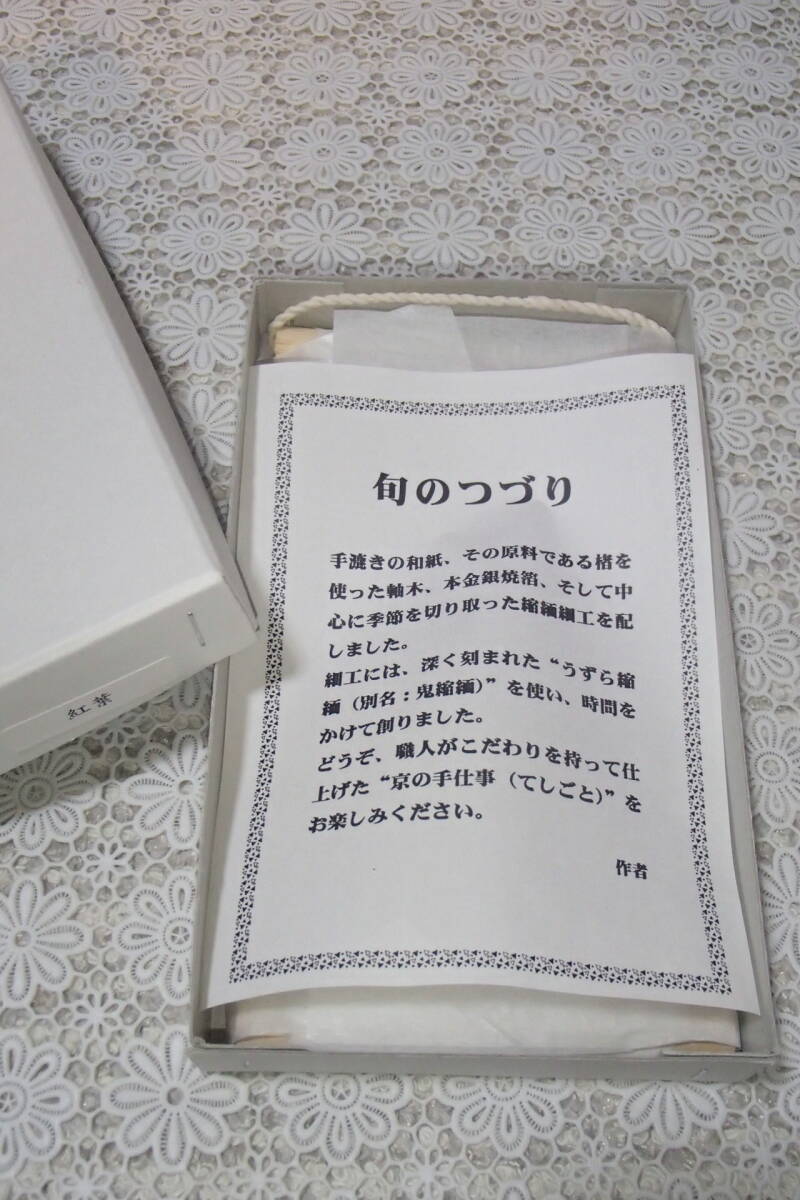 旬のつづり
手漉きの和紙、その原料である楮を
使った軸木、本金銀焼箔、そして中
心に季節を切り取った縮緬細工を配
しました。
細工には、深く刻まれた“うずら縮
緬（別名：鬼縮緬）”を使い、時間を
かけて創りました。
どうぞ、職人がこだわりを持って仕
上げた“京の手仕事（てしごと）”を
お楽しみください。
作者
紅葉